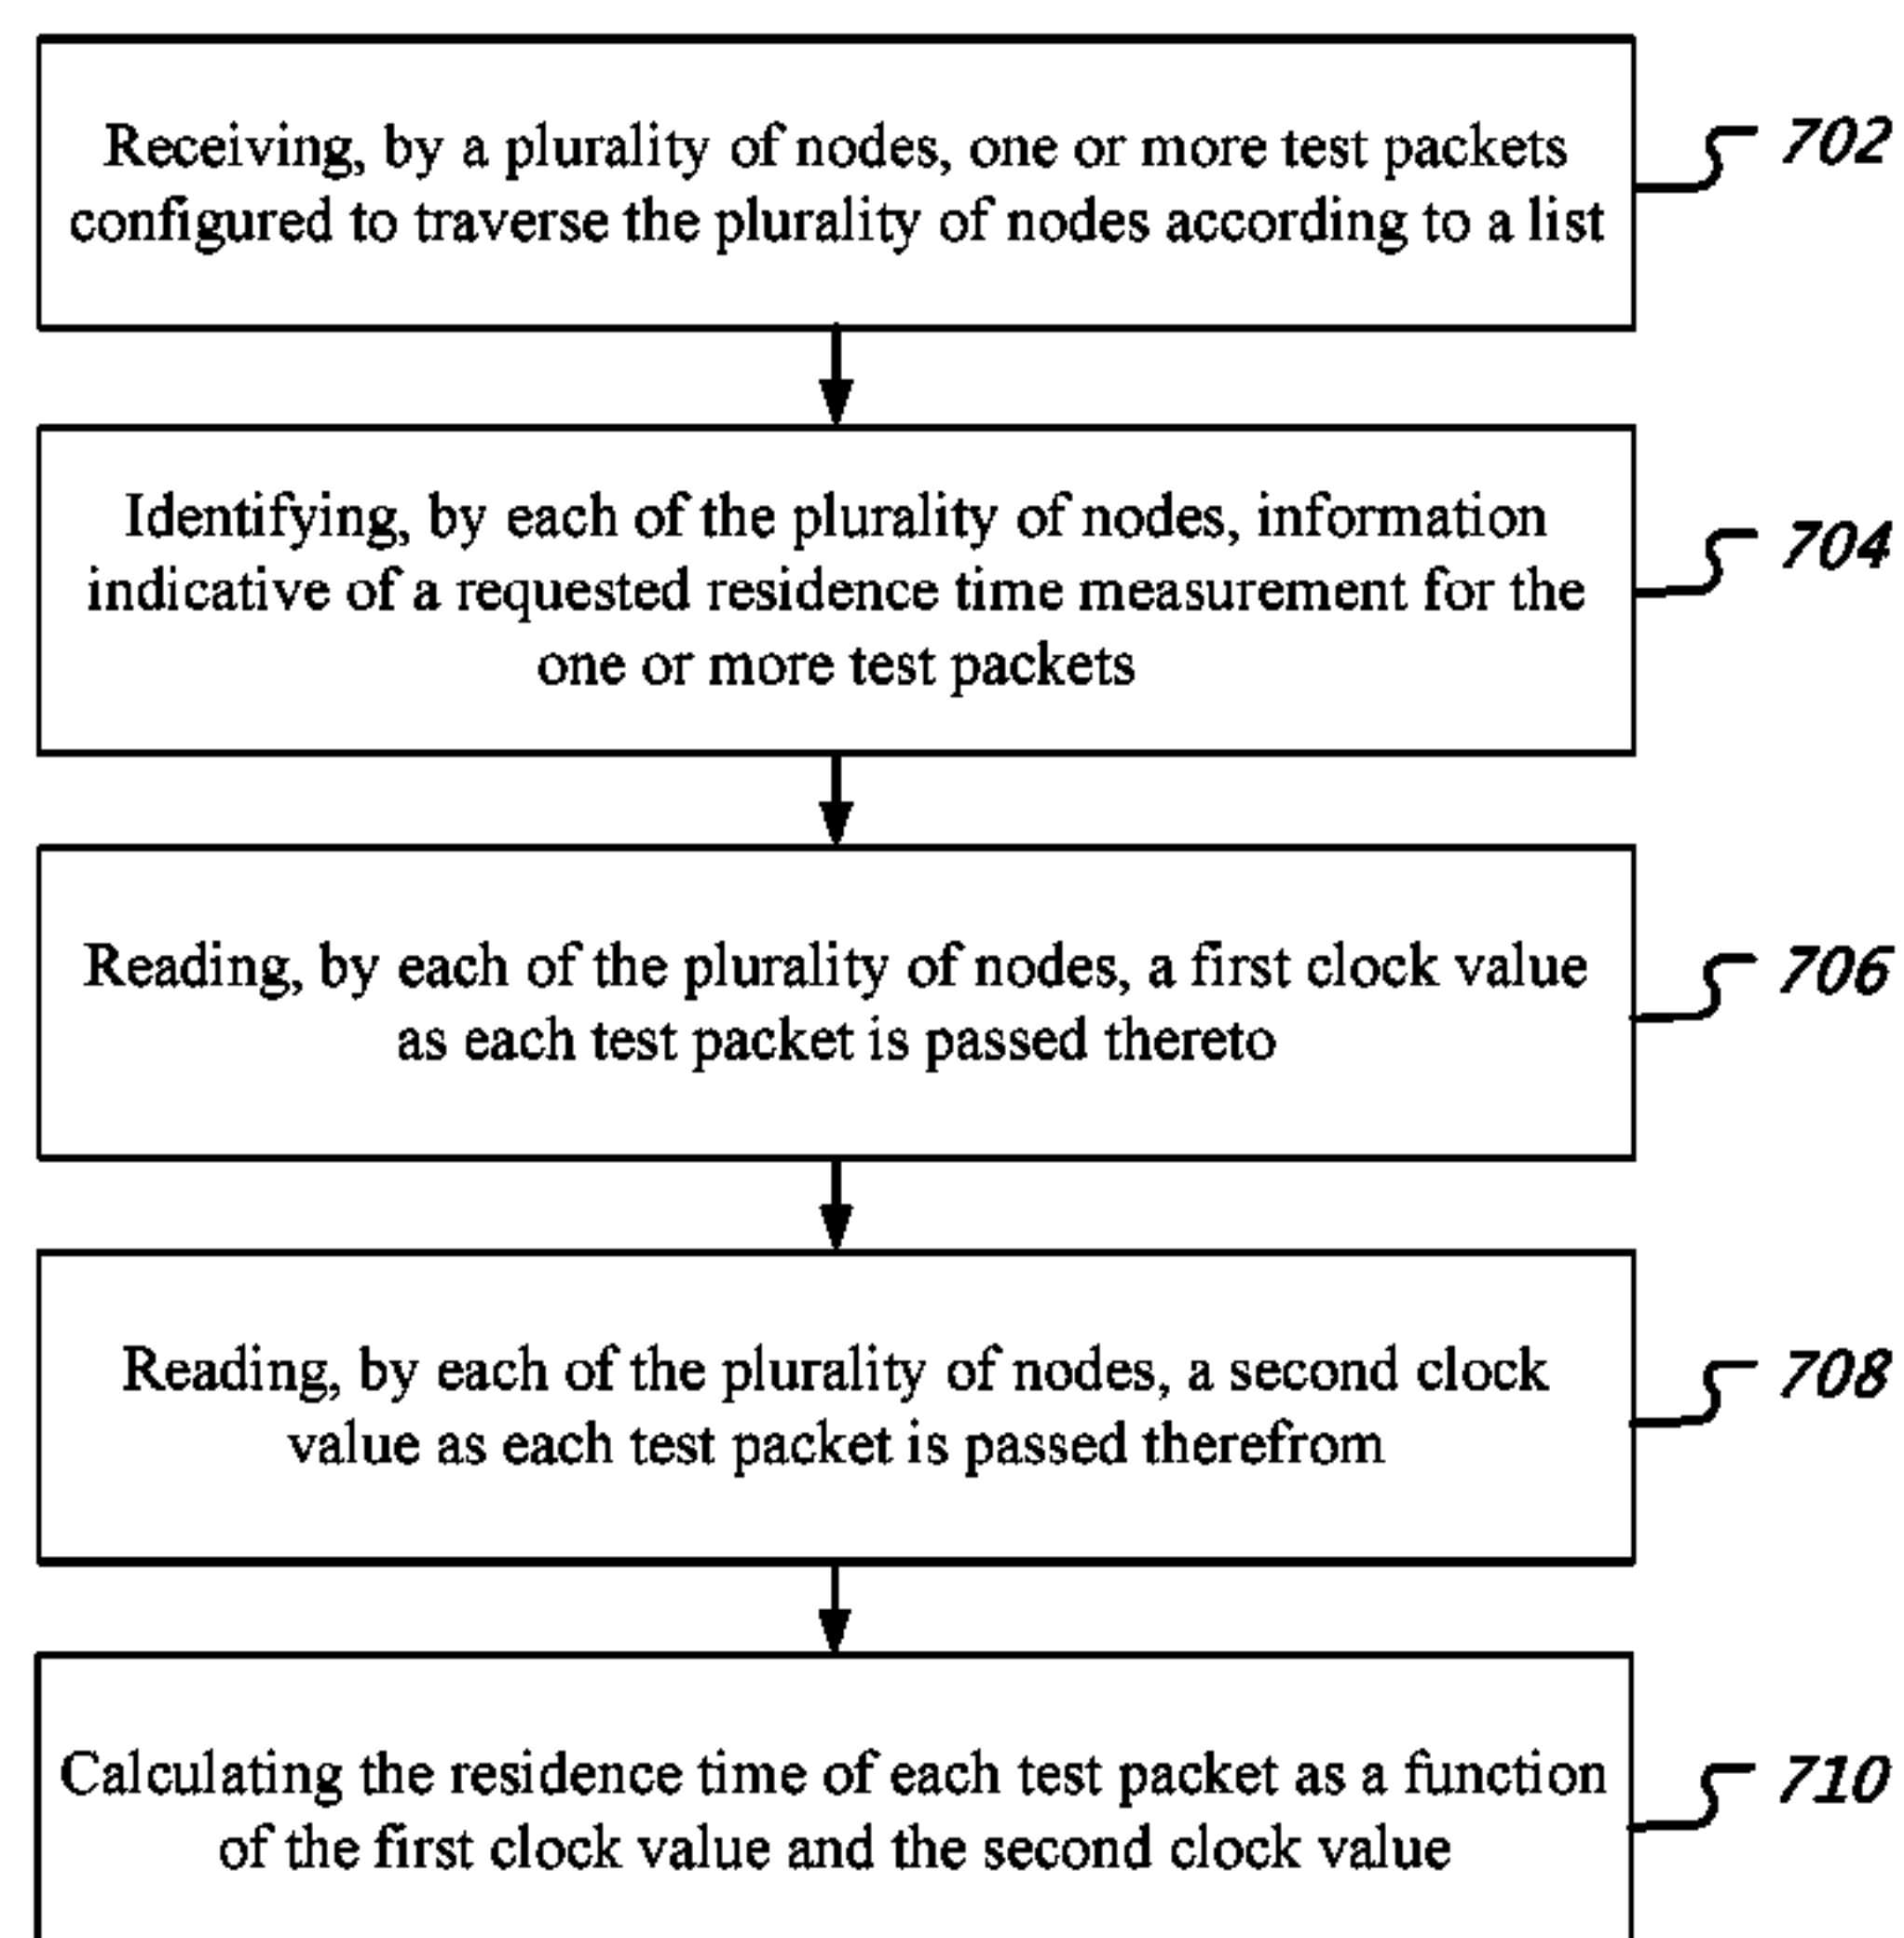 Receiving, by a plurality of nodes, one or more test packets
configured to traverse the plurality of nodes according to a list
702
Identifying, by each of the plurality of nodes, information
indicative of a requested residence time measurement for the
one or more test packets
704
Reading, by each of the plurality of nodes, a first clock value
as each test packet is passed thereto
706
Reading, by each of the plurality of nodes, a second clock
value as each test packet is passed therefrom
708
Calculating the residence time of each test packet as a function
of the first clock value and the second clock value
710